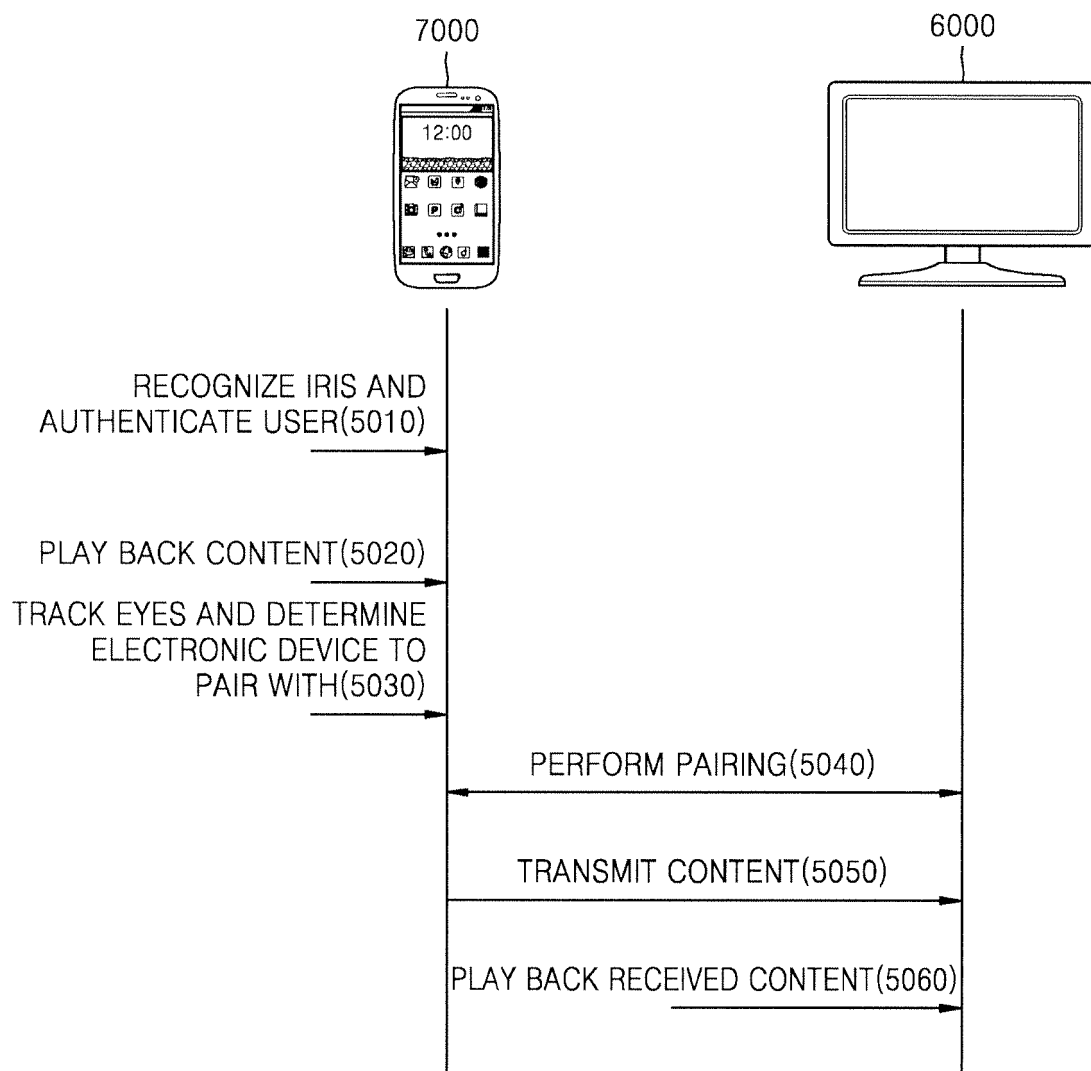 7000
6000
12:00
RECOGNIZE IRIS AND
AUTHENTICATE USER(5010)
PLAY BACK CONTENT(5020)
TRACK EYES AND DETERMINE
ELECTRONIC DEVICE TO
PAIR WITH(5030)
PERFORM PAIRING(5040)
TRANSMIT CONTENT(5050)
PLAY BACK RECEIVED CONTENT(5060)